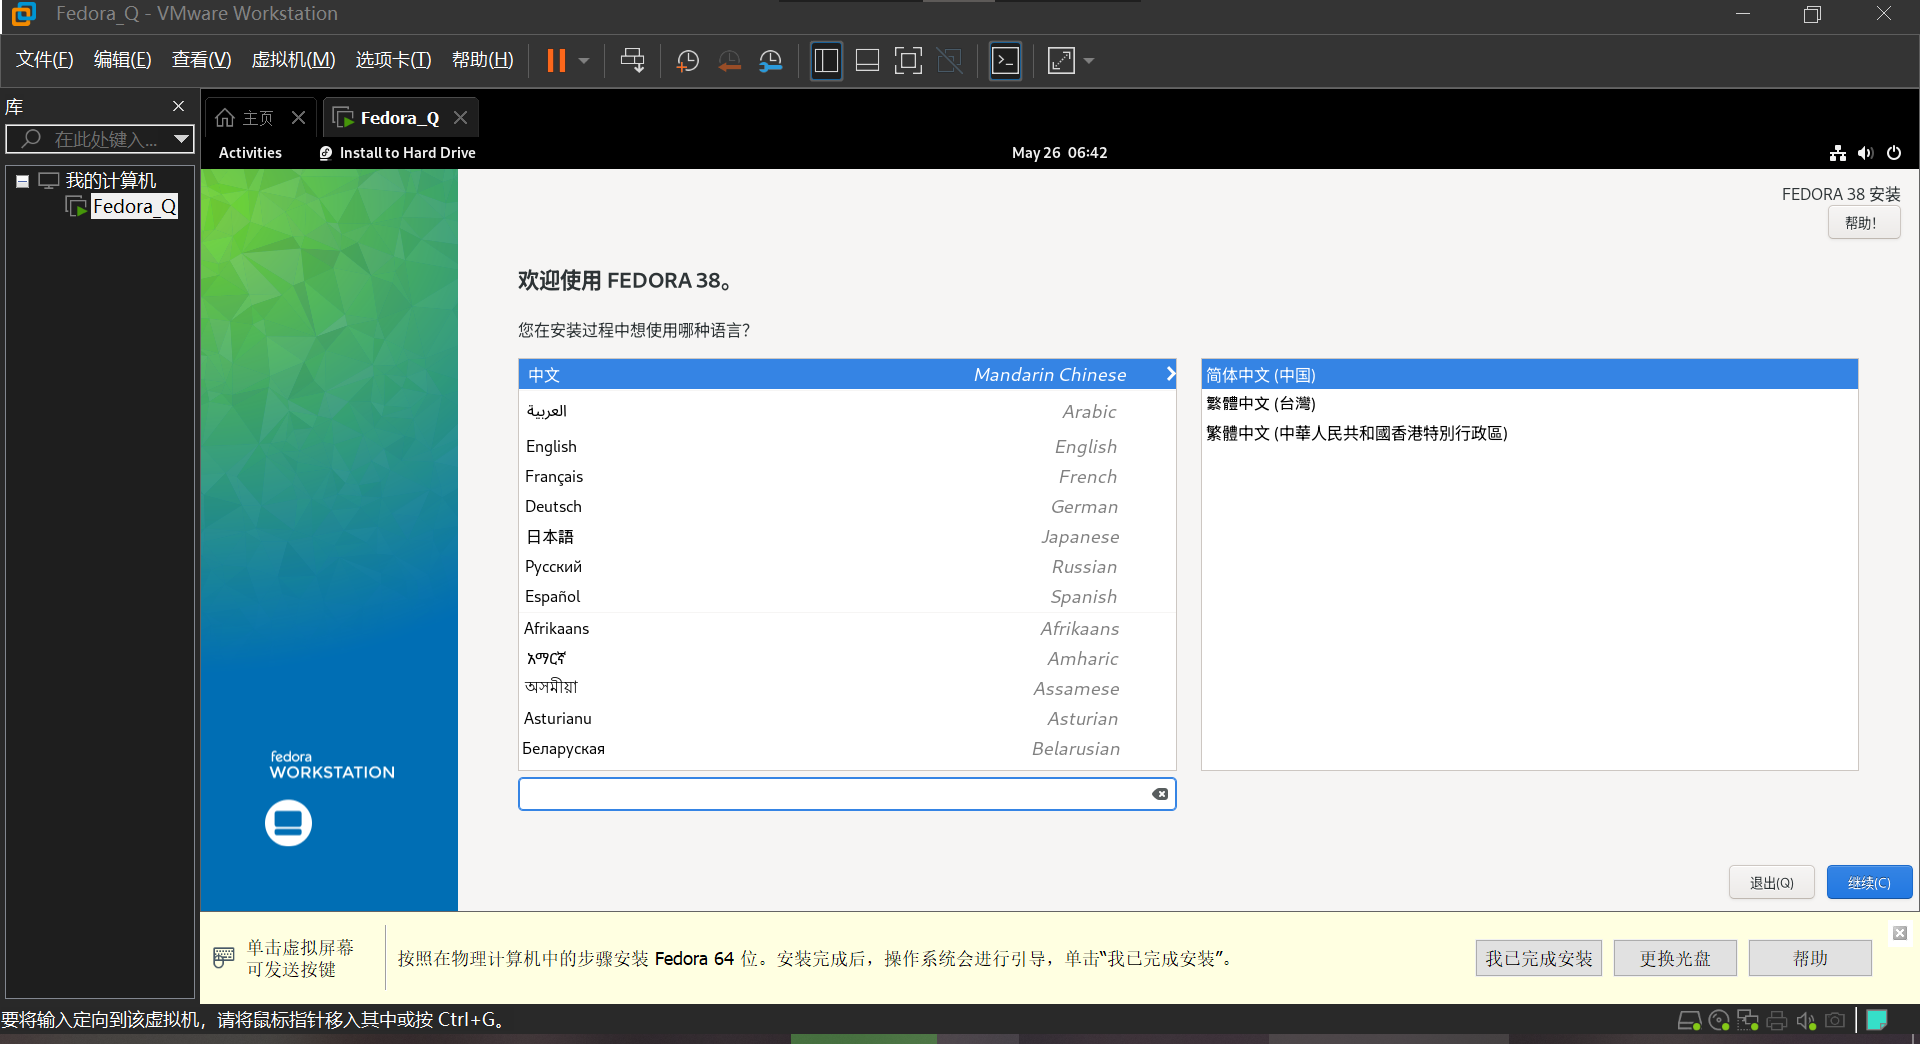 Fedora_Q - VMware Workstation
文件(F) 编辑(E) 查看(V) 虚拟机(M) 选项卡(T) 帮助(H)
库
在此处键入...
我的计算机
Fedora_Q
主页 Fedora_Q
Activities Install to Hard Drive May 26 06:42
FEDORA 38 安装
帮助!
欢迎使用 FEDORA 38。
您在安装过程中想使用哪种语言?
中文 Mandarin Chinese
العربية Arabic
English English
Français French
Deutsch German
日本語 Japanese
Русский Russian
Español Spanish
Afrikaans Afrikaans
አማርኛ Amharic
অসমীয়া Assamese
Asturianu Asturian
Беларуская Belarusian
简体中文 (中国)
繁體中文 (台灣)
繁體中文 (中華人民共和國香港特別行政區)
fedora
WORKSTATION
退出(Q) 继续(C)
单击虚拟屏幕
可发送按键
按照在物理计算机中的步骤安装 Fedora 64 位。安装完成后，操作系统会进行引导，单击“我已完成安装”。
我已完成安装 更换光盘 帮助
要将输入定向到该虚拟机，请将鼠标指针移入其中或按 Ctrl+G。